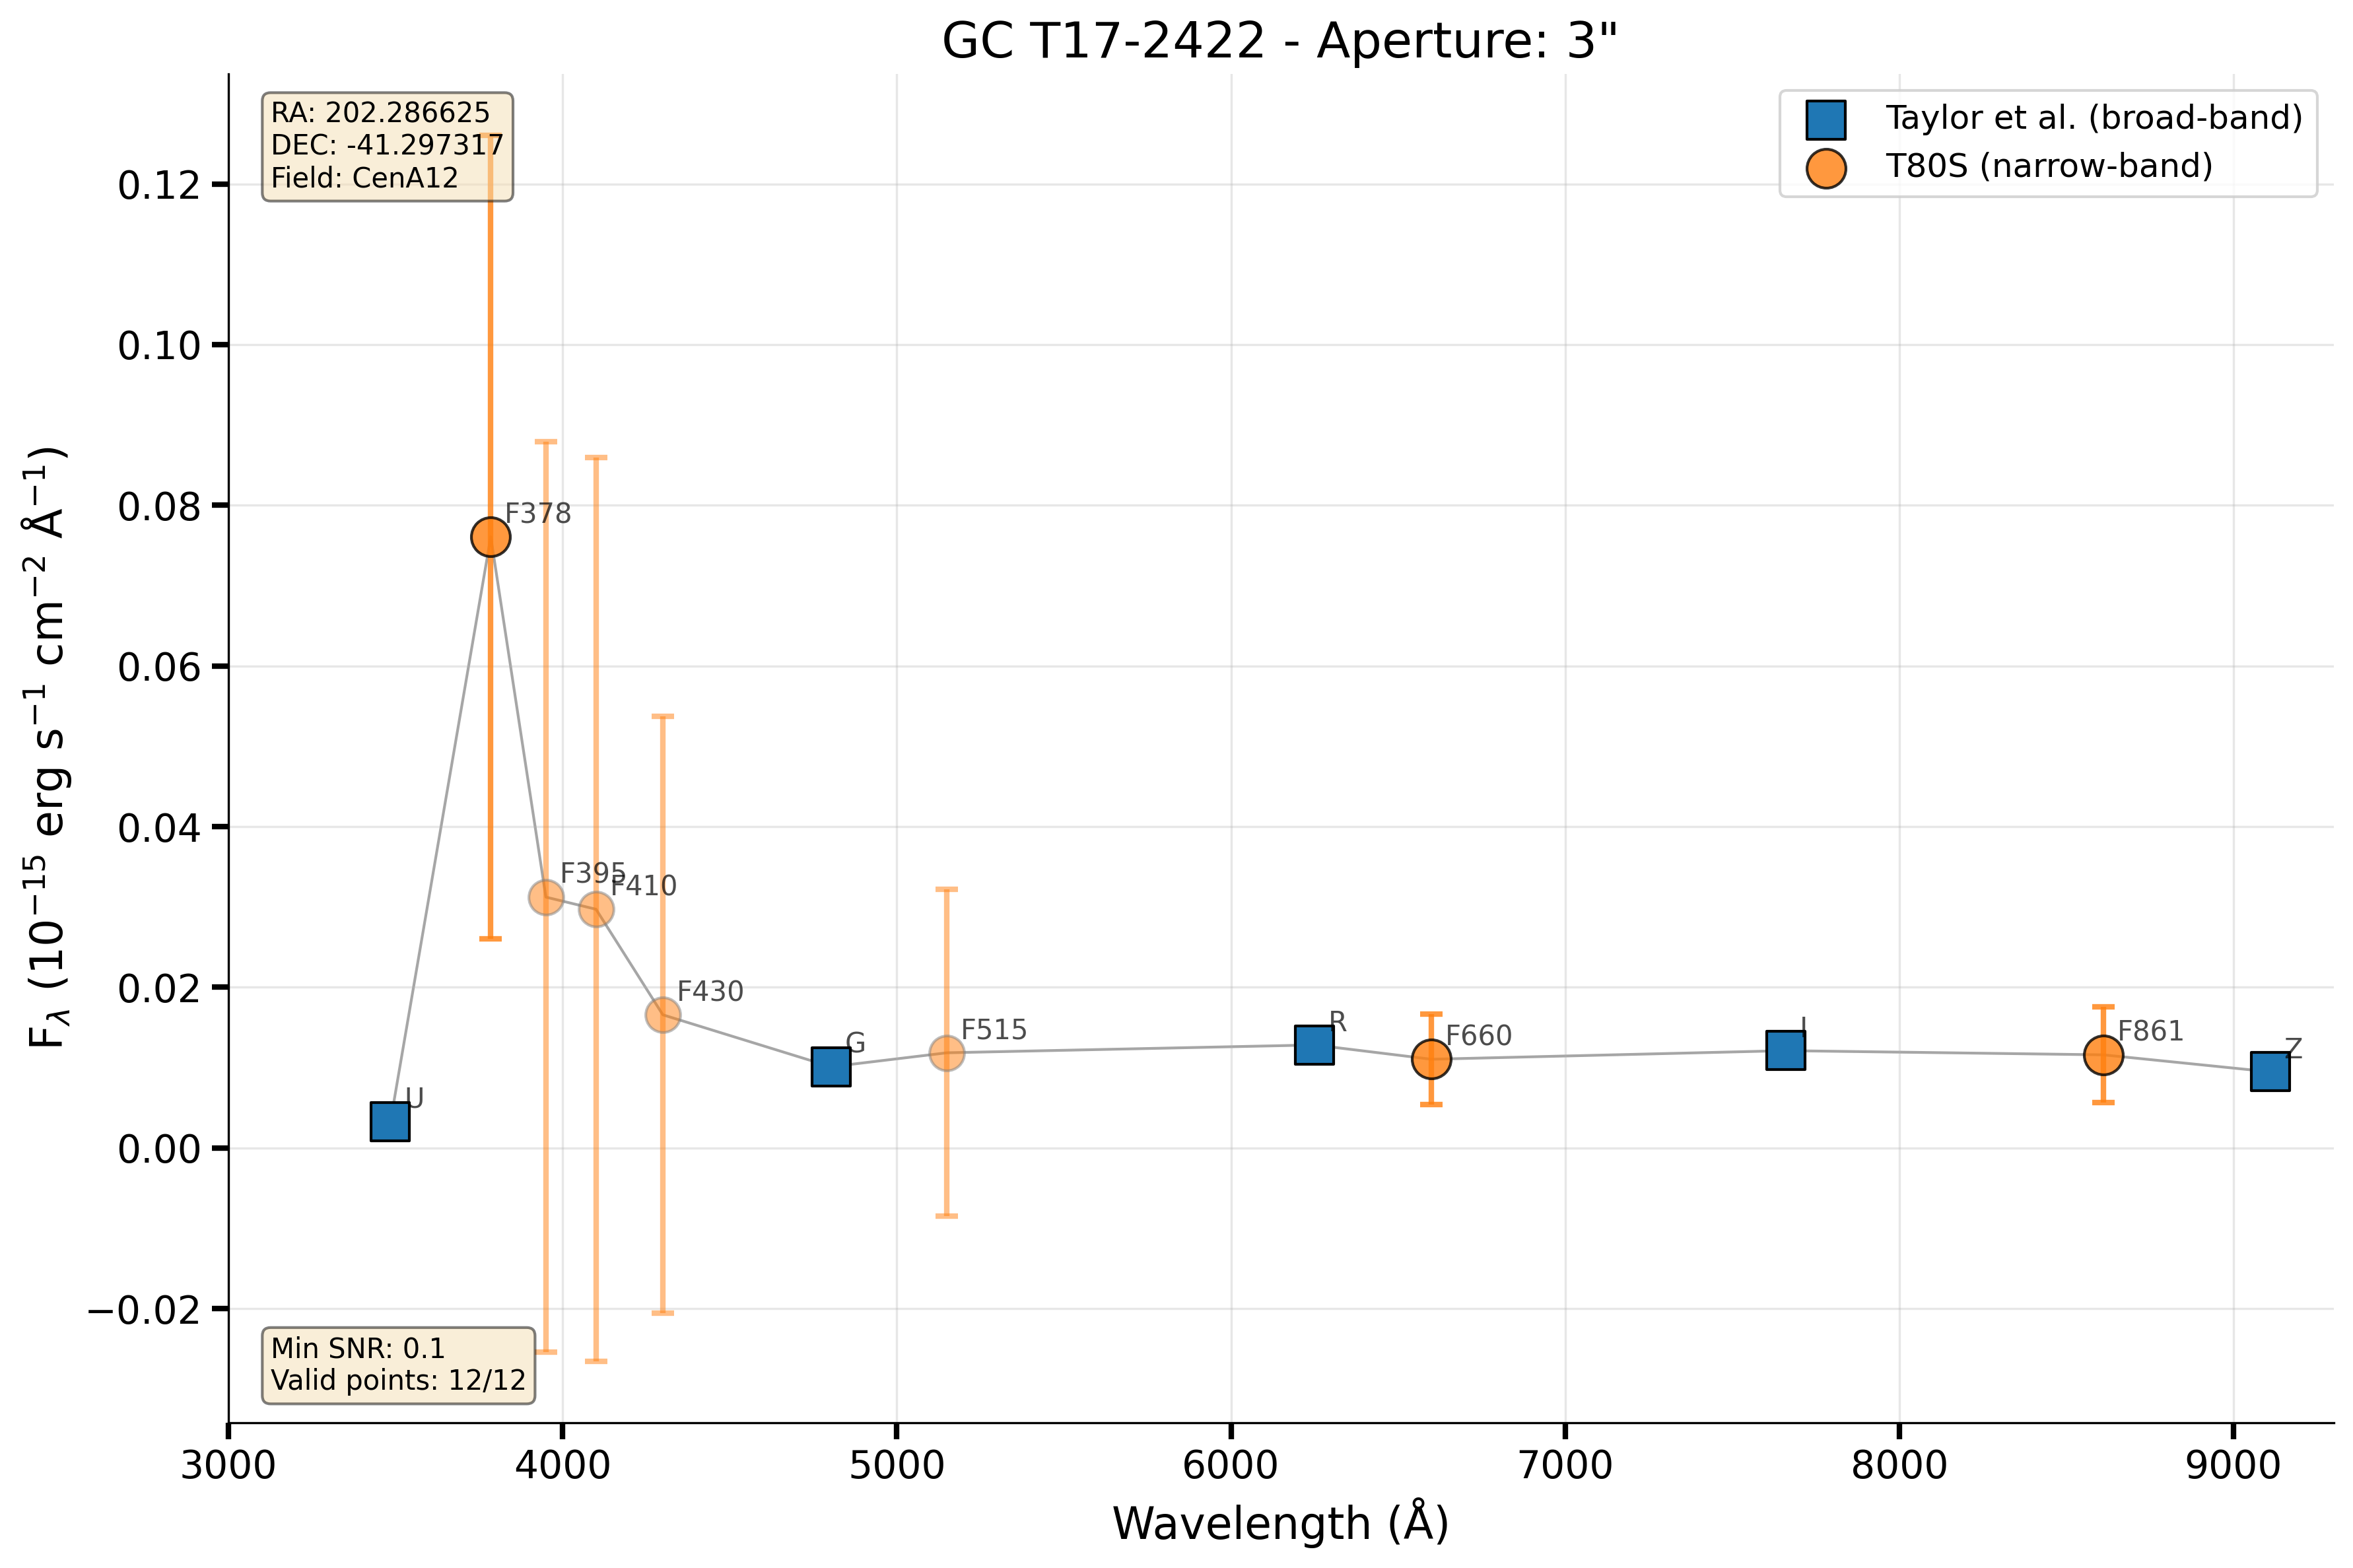 GC T17-2422 - Aperture: 3"
RA: 202.286625
DEC: -41.297317
Field: CenA12
Taylor et al. (broad-band)
T80S (narrow-band)
F$_\lambda$ (10$^{-15}$ erg s$^{-1}$ cm$^{-2}$ Å$^{-1}$)
0.12
0.10
0.08
0.06
0.04
0.02
0.00
−0.02
U
F378
F395
F410
F430
G
F515
R
F660
I
F861
Z
Min SNR: 0.1
Valid points: 12/12
3000 4000 5000 6000 7000 8000 9000
Wavelength (Å)